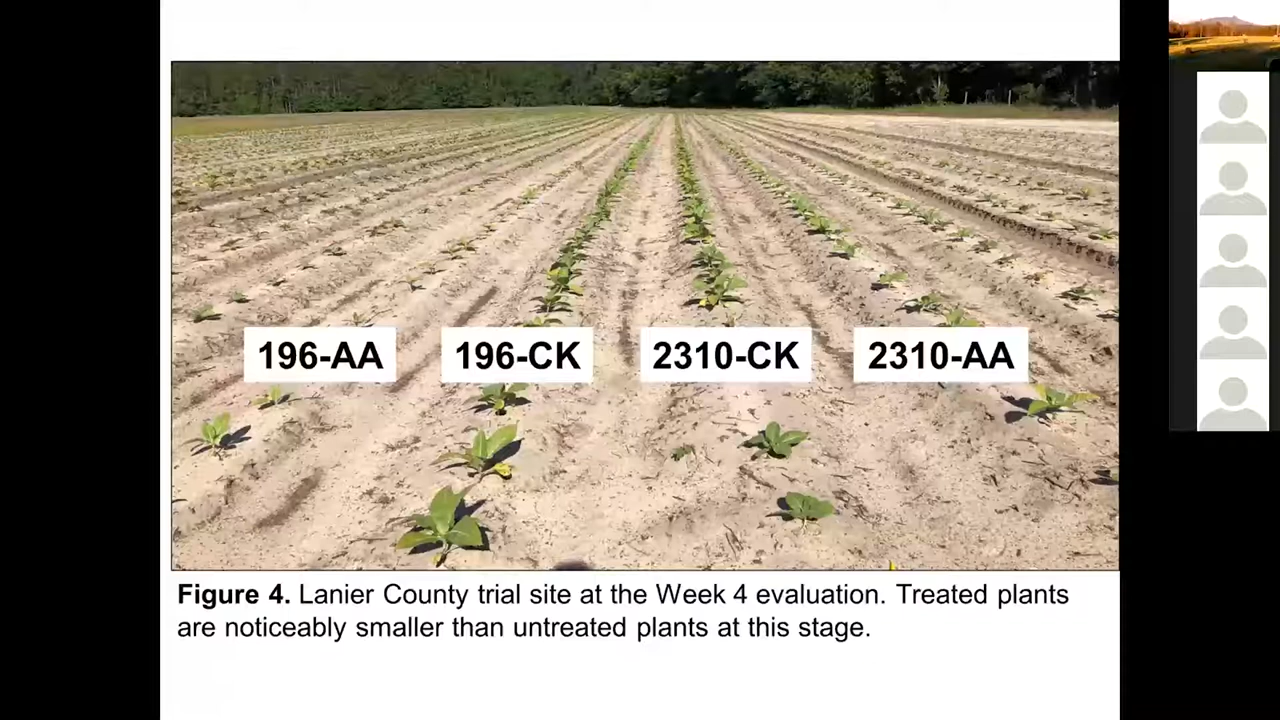 196-AA 196-CK 2310-CK 2310-AA
Figure 4. Lanier County trial site at the Week 4 evaluation. Treated plants
are noticeably smaller than untreated plants at this stage.